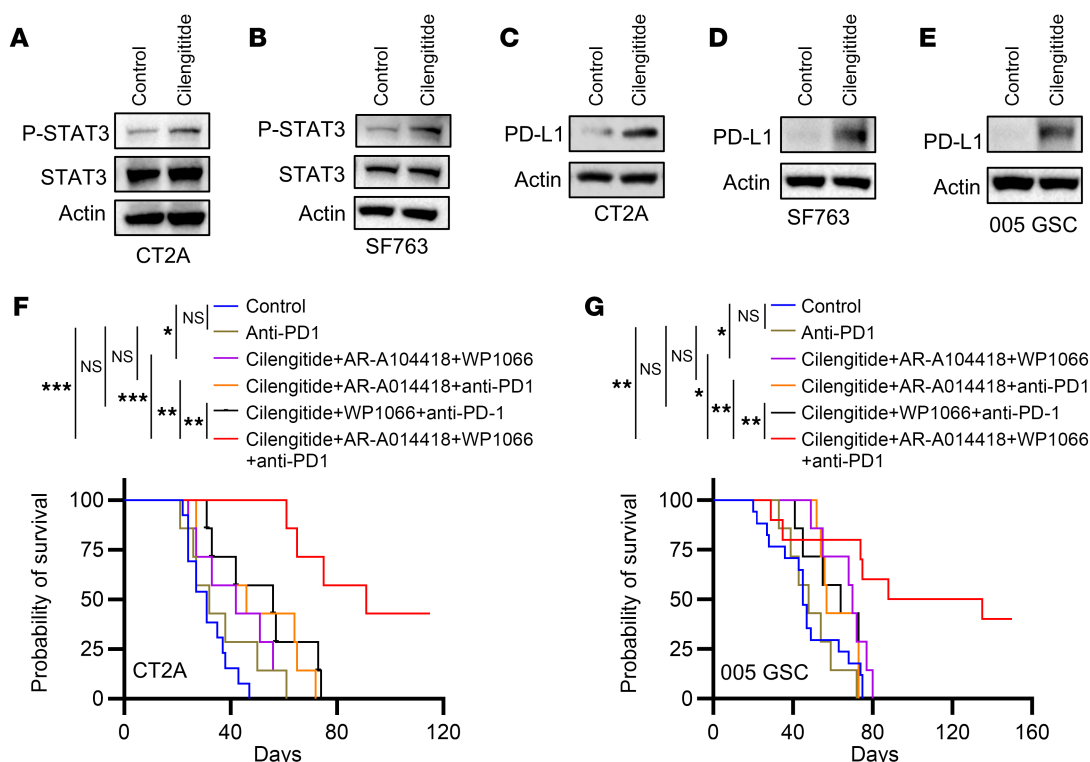 A
Control
Cilengititde
P-STAT3
STAT3
Actin
CT2A
B
Control
Cilengititde
P-STAT3
STAT3
Actin
SF763
C
Control
Cilengititde
PD-L1
Actin
CT2A
D
Control
Cilengititde
PD-L1
Actin
SF763
E
Control
Cilengititde
PD-L1
Actin
005 GSC
F
*** NS NS *** * NS ** **
Control
Anti-PD1
Cilengitide+AR-A104418+WP1066
Cilengitide+AR-A014418+anti-PD1
Cilengitide+WP1066+anti-PD-1
Cilengitide+AR-A014418+WP1066
+anti-PD1
Probability of survival
100
75
50
25
0
CT2A
0 40 80 120
Days
G
** NS NS * * NS ** **
Control
Anti-PD1
Cilengitide+AR-A104418+WP1066
Cilengitide+AR-A014418+anti-PD1
Cilengitide+WP1066+anti-PD-1
Cilengitide+AR-A014418+WP1066
+anti-PD1
Probability of survival
100
75
50
25
0
005 GSC
0 40 80 120 160
Days